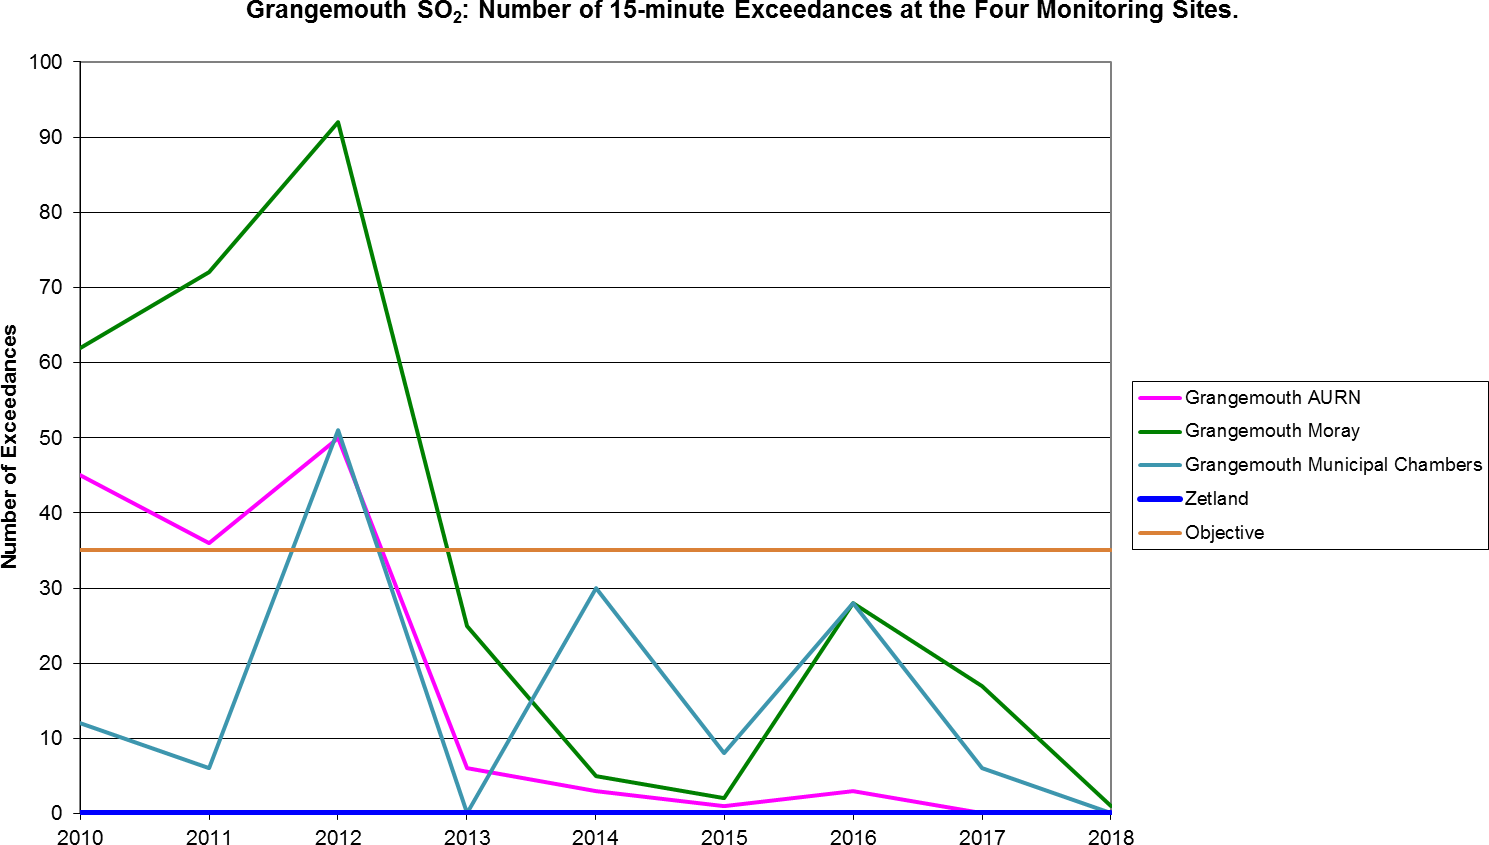 Grangemouth SO₂: Number of 15-minute Exceedances at the Four Monitoring Sites.
Number of Exceedances
100
90
80
70
60
50
40
30
20
10
0
2010 2011 2012 2013 2014 2015 2016 2017 2018
Grangemouth AURN
Grangemouth Moray
Grangemouth Municipal Chambers
Zetland
Objective